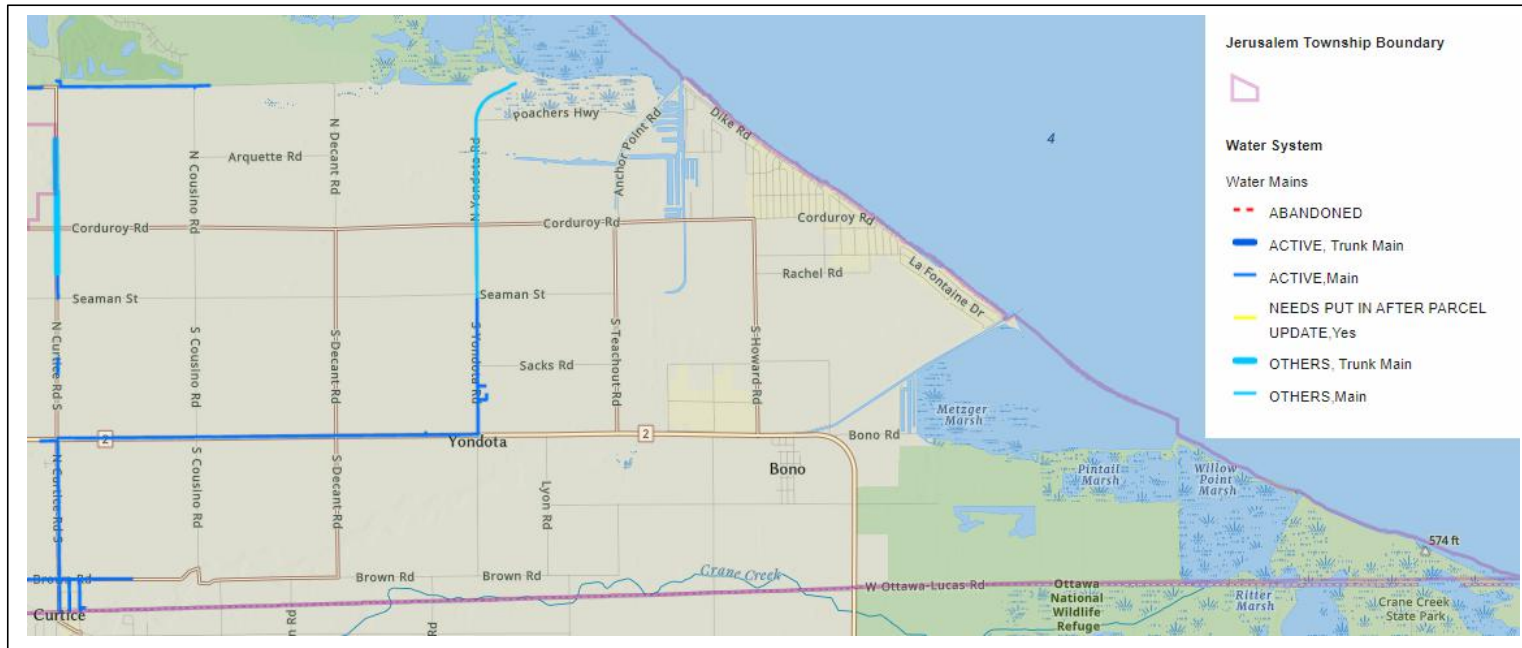 Jerusalem Township Boundary
Water System
Water Mains
ABANDONED
ACTIVE, Trunk Main
ACTIVE,Main
NEEDS PUT IN AFTER PARCEL
UPDATE,Yes
OTHERS, Trunk Main
OTHERS,Main
4
Poachers Hwy
Anchor Point Rd
Dike Rd
Arquette Rd
N Cousino Rd
N Decant Rd
N Yondota Rd
Corduroy Rd
Corduroy Rd
Corduroy Rd
Rachel Rd
La Fontaine Dr
Seaman St
Seaman St
N Curtice Rd S
S Cousino Rd
S Decant Rd
S Yondota Rd
S Teachout Rd
S Howard Rd
Sacks Rd
2
Yondota
2
Bono Rd
Metzger
Marsh
Bono
Pintail
Marsh
Willow
Point
Marsh
N Curtice Rd S
S Cousino Rd
S Decant Rd
Lyon Rd
574 ft
Brown Rd
Brown Rd
Brown Rd
Crane Creek
W Ottawa-Lucas Rd
Ottawa
National
Wildlife
Refuge
Ritter
Marsh
Crane Creek
State Park
Curtice
n Rd
Rd